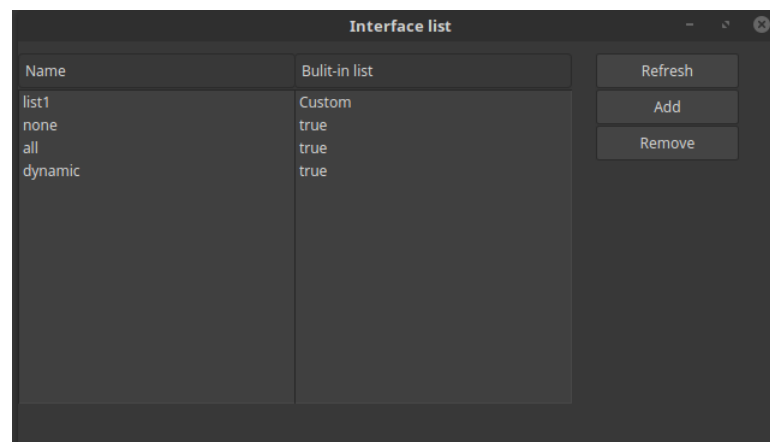 Interface list
Name Bulit-in list Refresh
list1 Custom Add
none true
all true Remove
dynamic true